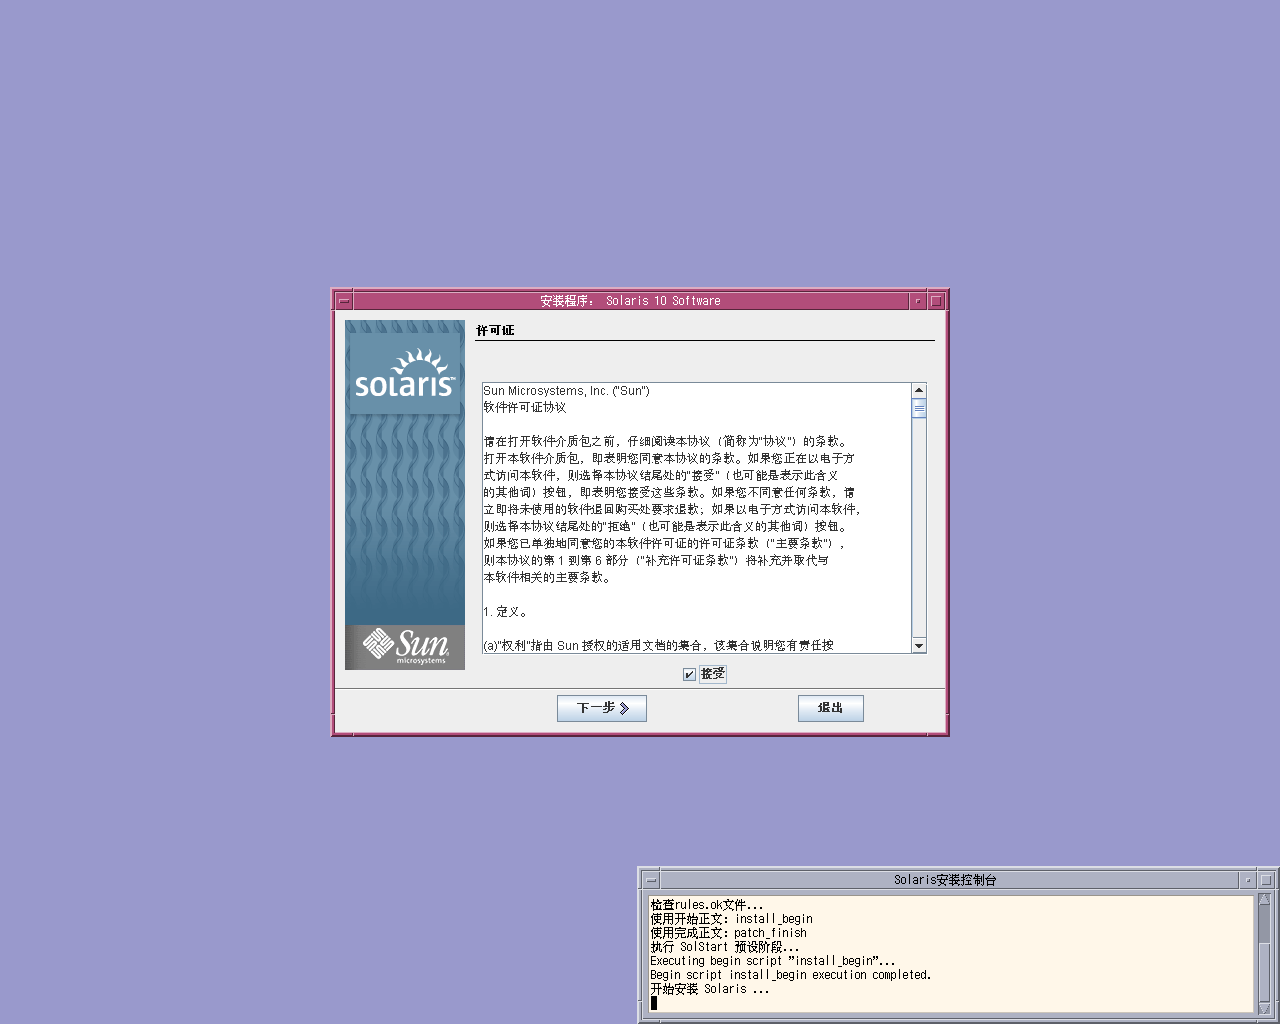 安装程序： Solaris 10 Software
solaris™
许可证
Sun Microsystems, Inc. ("Sun")
软件许可证协议
请在打开软件介质包之前，仔细阅读本协议（简称为"协议"）的条款。
打开本软件介质包，即表明您同意本协议的条款。如果您正在以电子方
式访问本软件，则选择本协议结尾处的"接受"（也可能是表示此含义
的其他词）按钮，即表明您接受这些条款。如果您不同意任何条款，请
立即将未使用的软件退回购买处要求退款；如果以电子方式访问本软件，
则选择本协议结尾处的"拒绝"（也可能是表示此含义的其他词）按钮。
如果您已单独地同意您的本软件许可证的许可证条款（"主要条款"），
则本协议的第 1 到第 6 部分（"补充许可证条款"）将补充并取代与
本软件相关的主要条款。
1. 定义。
(a)"权利"指由 Sun 授权的适用文档的集合，该集合说明您有责任按
Sun
microsystems
接受
下一步
退出
Solaris安装控制台
检查rules.ok文件...
使用开始正文: install_begin
使用完成正文: patch_finish
执行 SolStart 预设阶段...
Executing begin script "install_begin"...
Begin script install_begin execution completed.
开始安装 Solaris ...